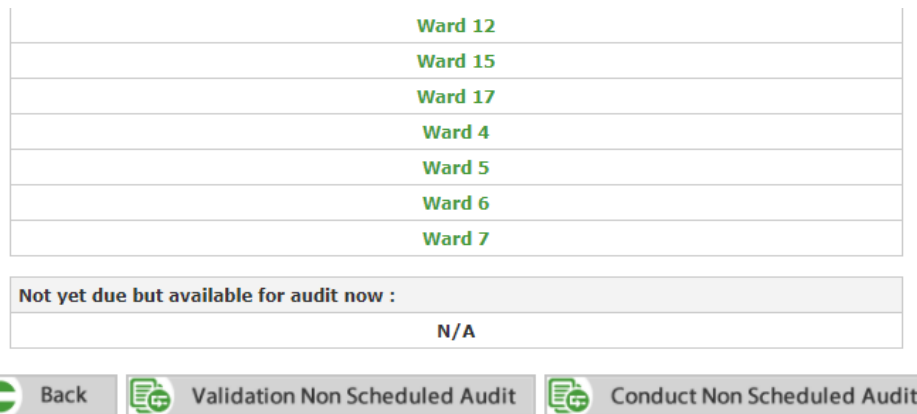 Ward 12
Ward 15
Ward 17
Ward 4
Ward 5
Ward 6
Ward 7
Not yet due but available for audit now :
N/A
Back Validation Non Scheduled Audit Conduct Non Scheduled Audit